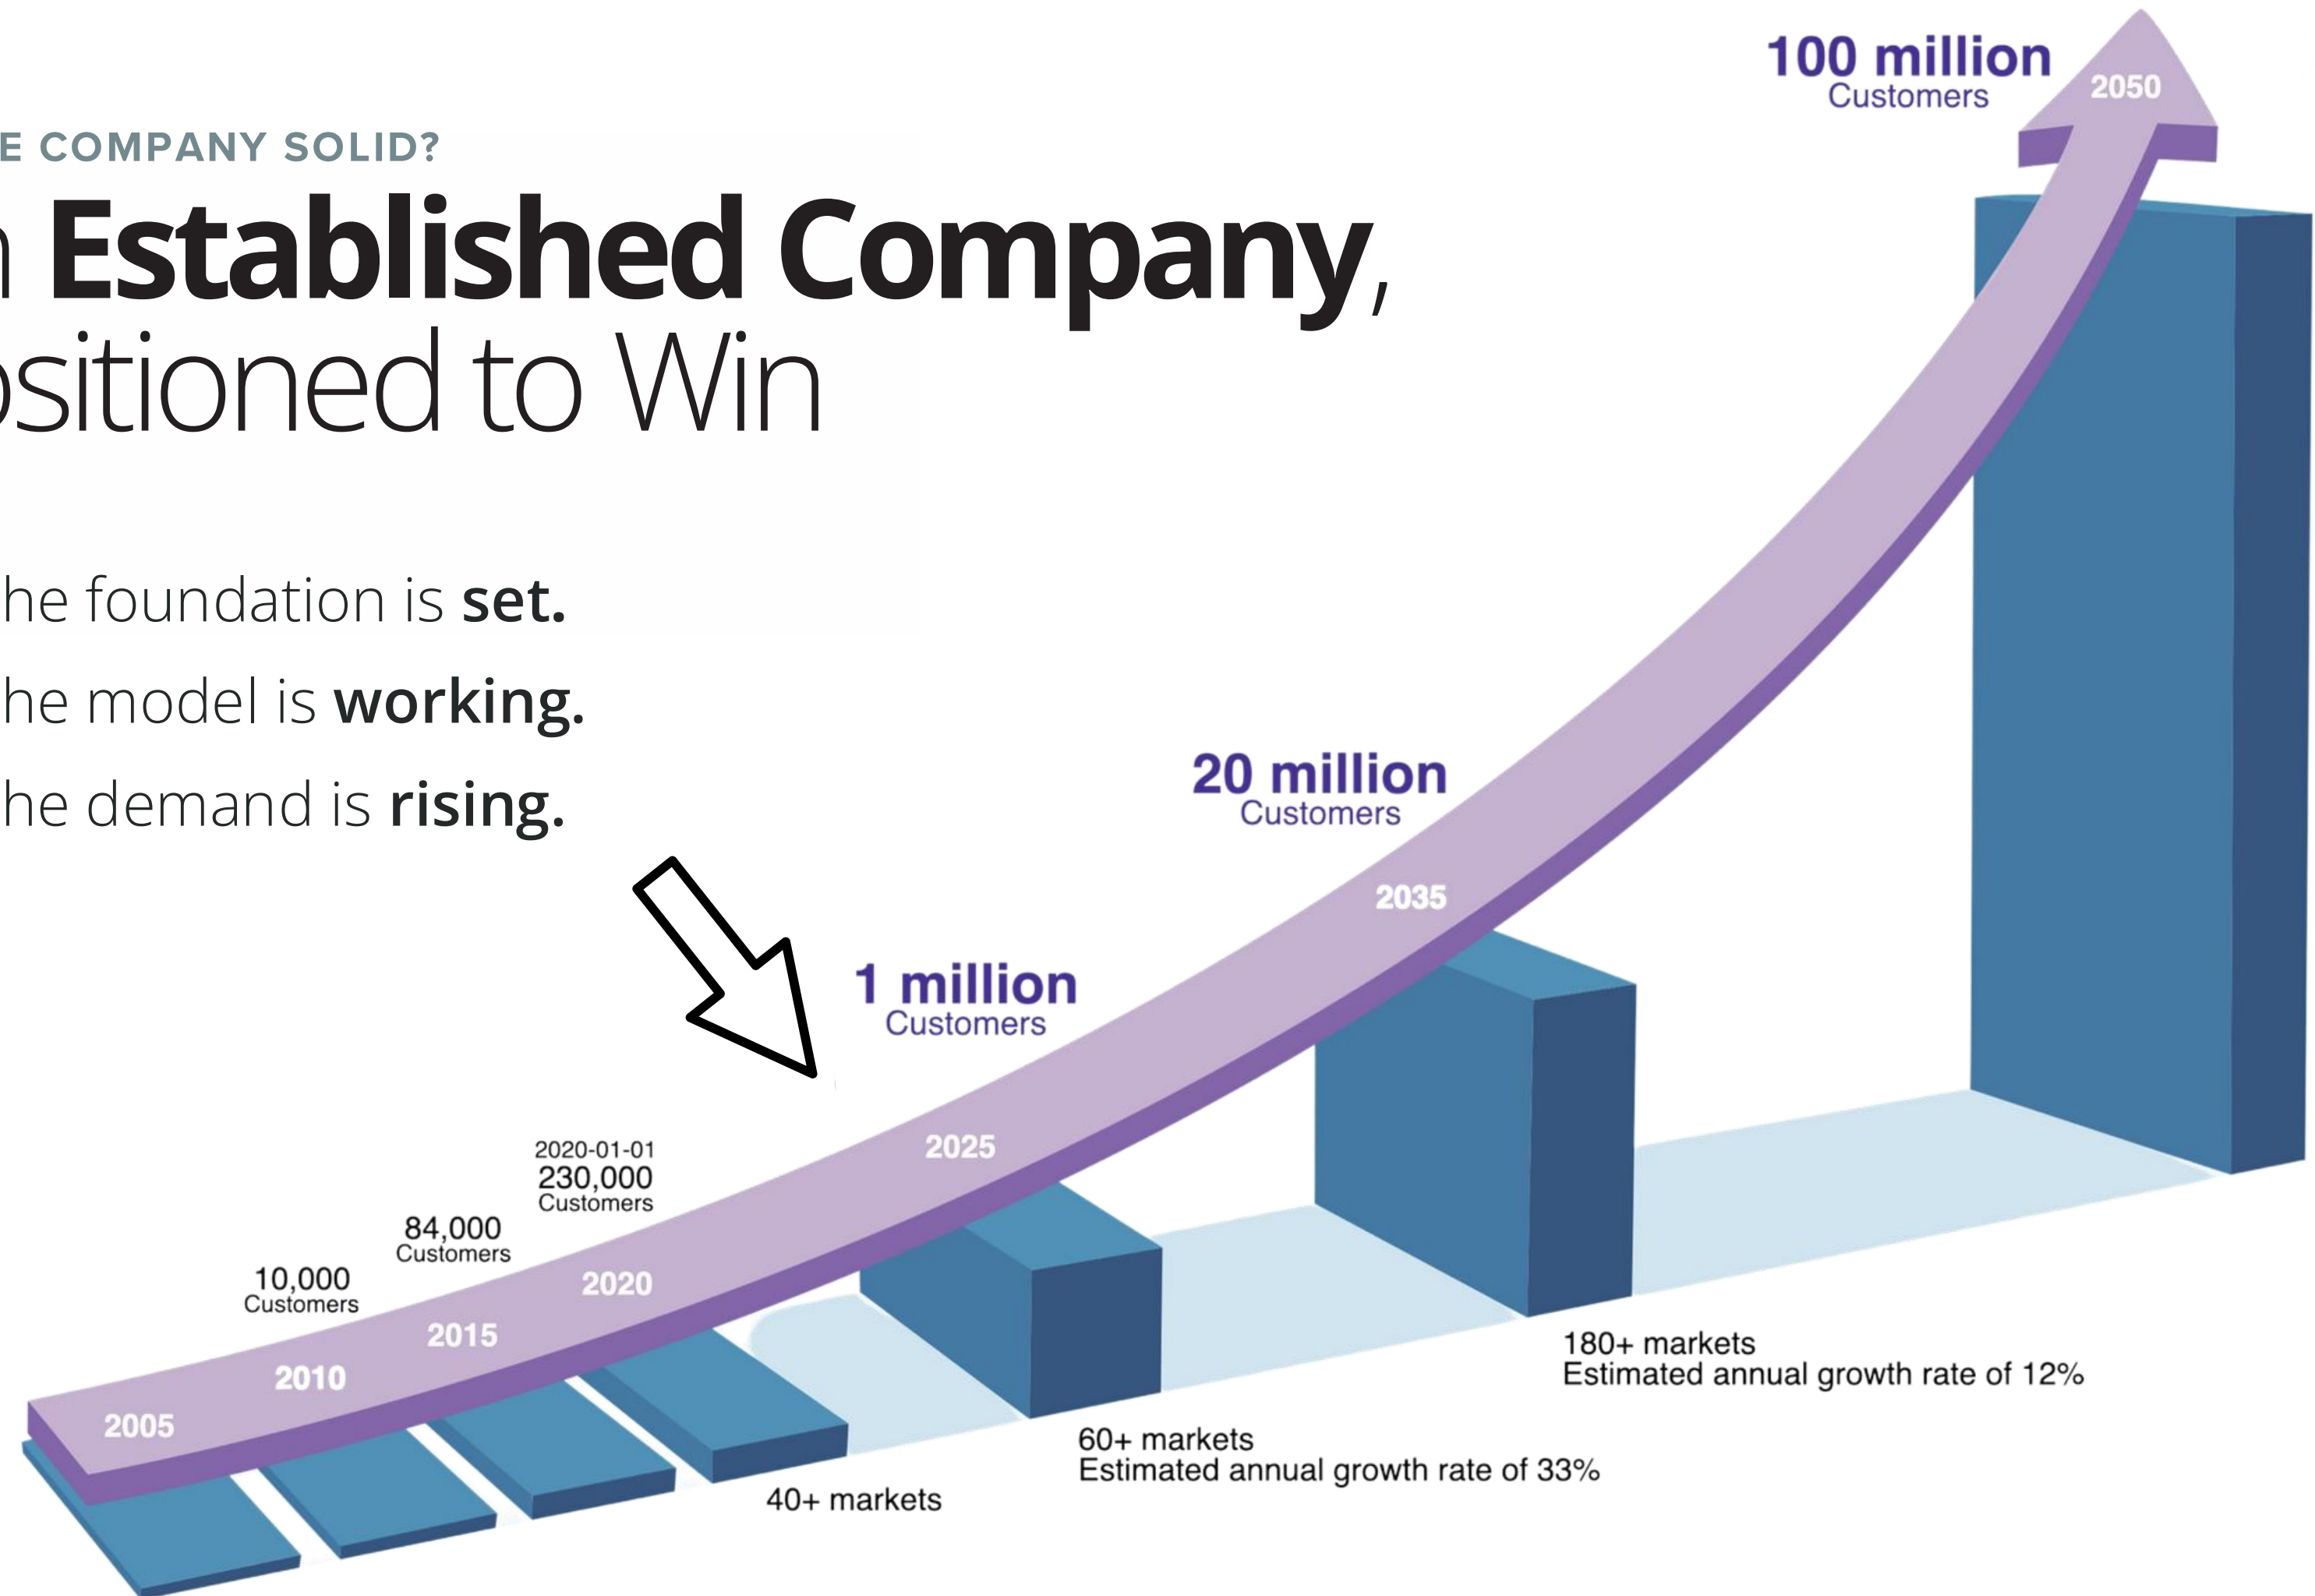 E COMPANY SOLID?
Established Company,
sitioned to Win
he foundation is set.
he model is working.
he demand is rising.
100 million
Customers
2050
20 million
Customers
2035
1 million
Customers
2025
2020-01-01
230,000
Customers
2020
84,000
Customers
2015
10,000
Customers
2010
2005
40+ markets
60+ markets
Estimated annual growth rate of 33%
180+ markets
Estimated annual growth rate of 12%